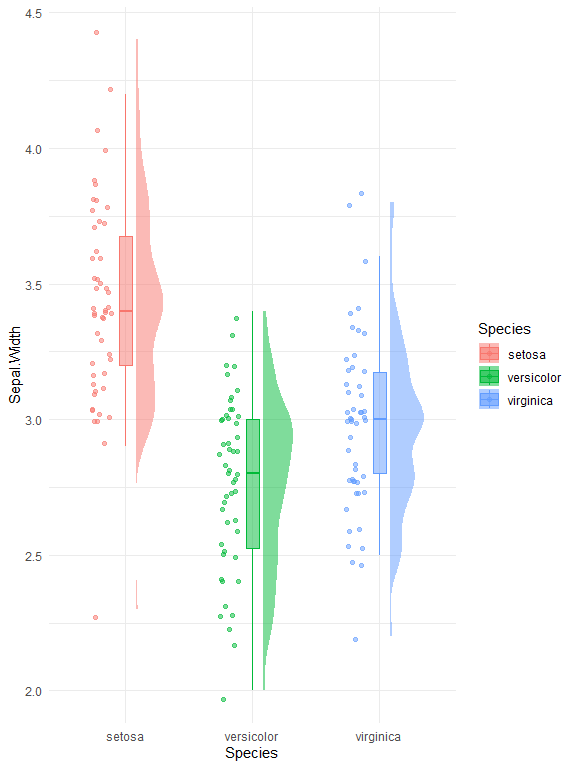 4.5
4.0
3.5
3.0
2.5
2.0
Sepal.Width
setosa
versicolor
virginica
Species
Species
setosa
versicolor
virginica